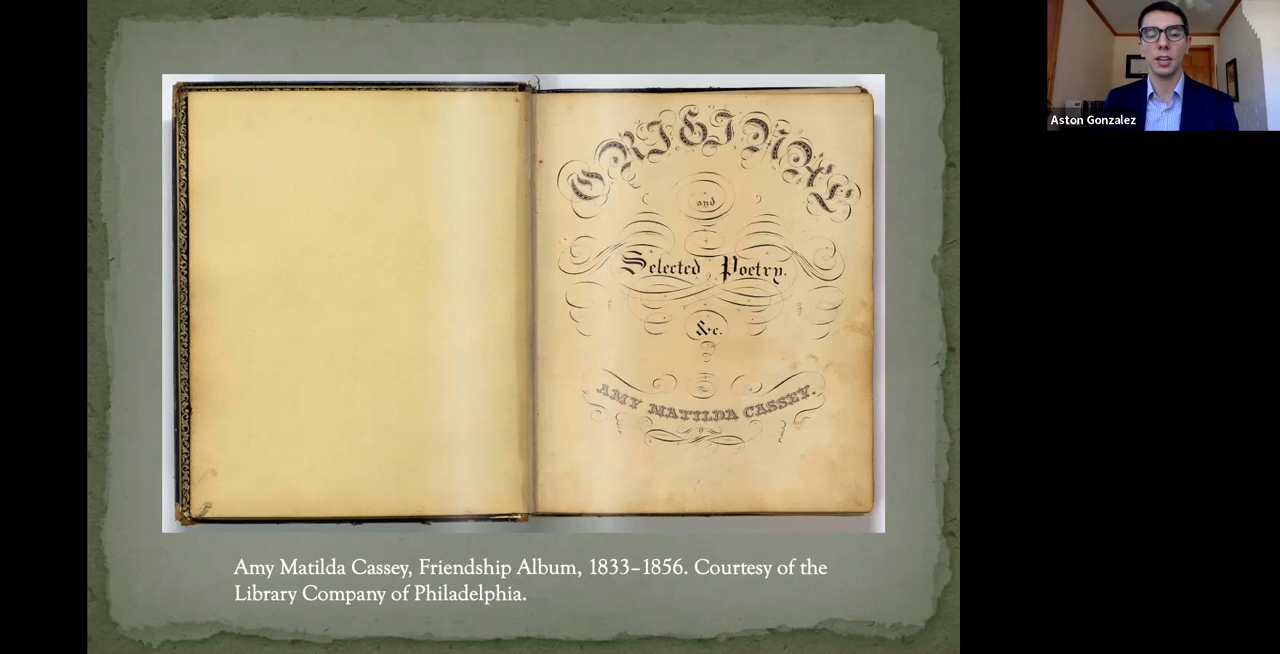 ORIGINAL
and
Selected Poetry.
&c.
AMY MATILDA CASSEY.
Amy Matilda Cassey, Friendship Album, 1833–1856. Courtesy of the
Library Company of Philadelphia.
Aston Gonzalez